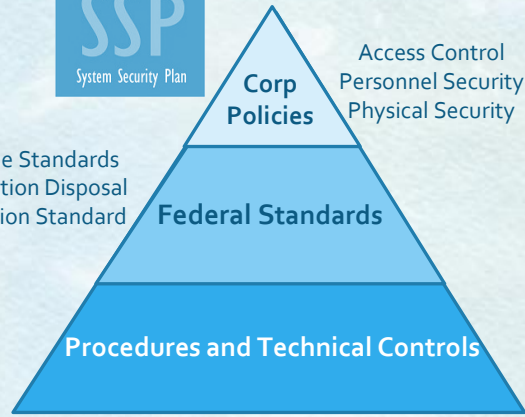 SSP
System Security Plan
Corp
Policies
Access Control
Personnel Security
Physical Security
e Standards
tion Disposal
ion Standard
Federal Standards
Procedures and Technical Controls